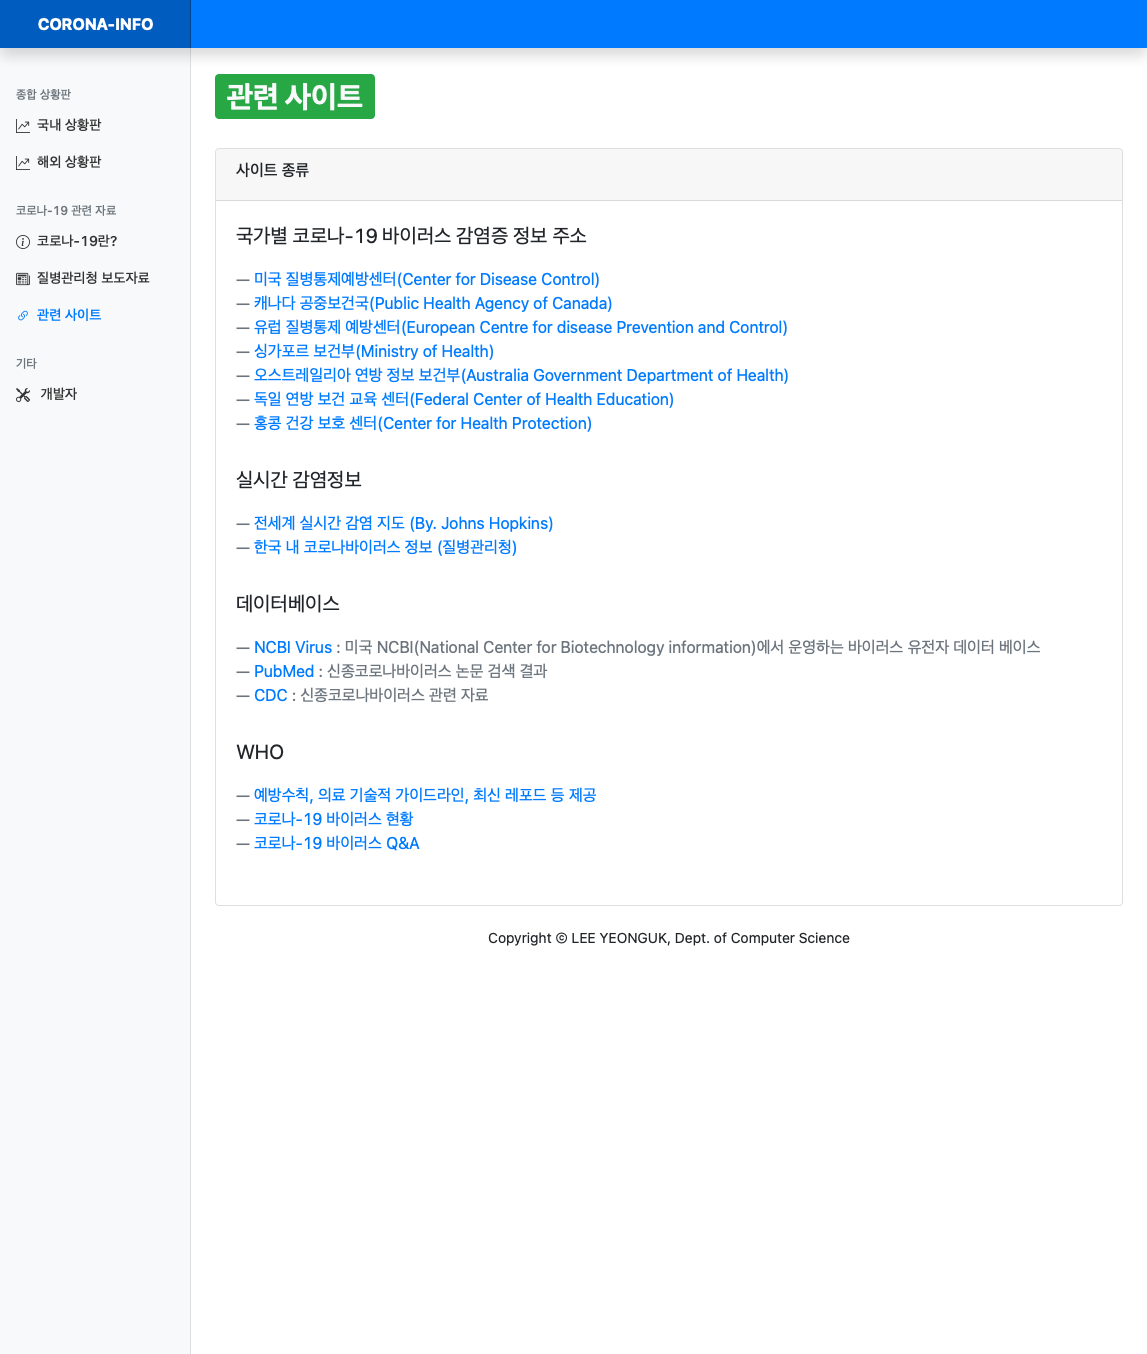 CORONA-INFO
종합 상황판
국내 상황판
해외 상황판
코로나-19 관련 자료
코로나-19란?
질병관리청 보도자료
관련 사이트
기타
개발자
관련 사이트
사이트 종류
국가별 코로나-19 바이러스 감염증 정보 주소
— 미국 질병통제예방센터(Center for Disease Control)
— 캐나다 공중보건국(Public Health Agency of Canada)
— 유럽 질병통제 예방센터(European Centre for disease Prevention and Control)
— 싱가포르 보건부(Ministry of Health)
— 오스트레일리아 연방 정보 보건부(Australia Government Department of Health)
— 독일 연방 보건 교육 센터(Federal Center of Health Education)
— 홍콩 건강 보호 센터(Center for Health Protection)
실시간 감염정보
— 전세계 실시간 감염 지도 (By. Johns Hopkins)
— 한국 내 코로나바이러스 정보 (질병관리청)
데이터베이스
— NCBI Virus : 미국 NCBI(National Center for Biotechnology information)에서 운영하는 바이러스 유전자 데이터 베이스
— PubMed : 신종코로나바이러스 논문 검색 결과
— CDC : 신종코로나바이러스 관련 자료
WHO
— 예방수칙, 의료 기술적 가이드라인, 최신 레포드 등 제공
— 코로나-19 바이러스 현황
— 코로나-19 바이러스 Q&A
Copyright © LEE YEONGUK, Dept. of Computer Science